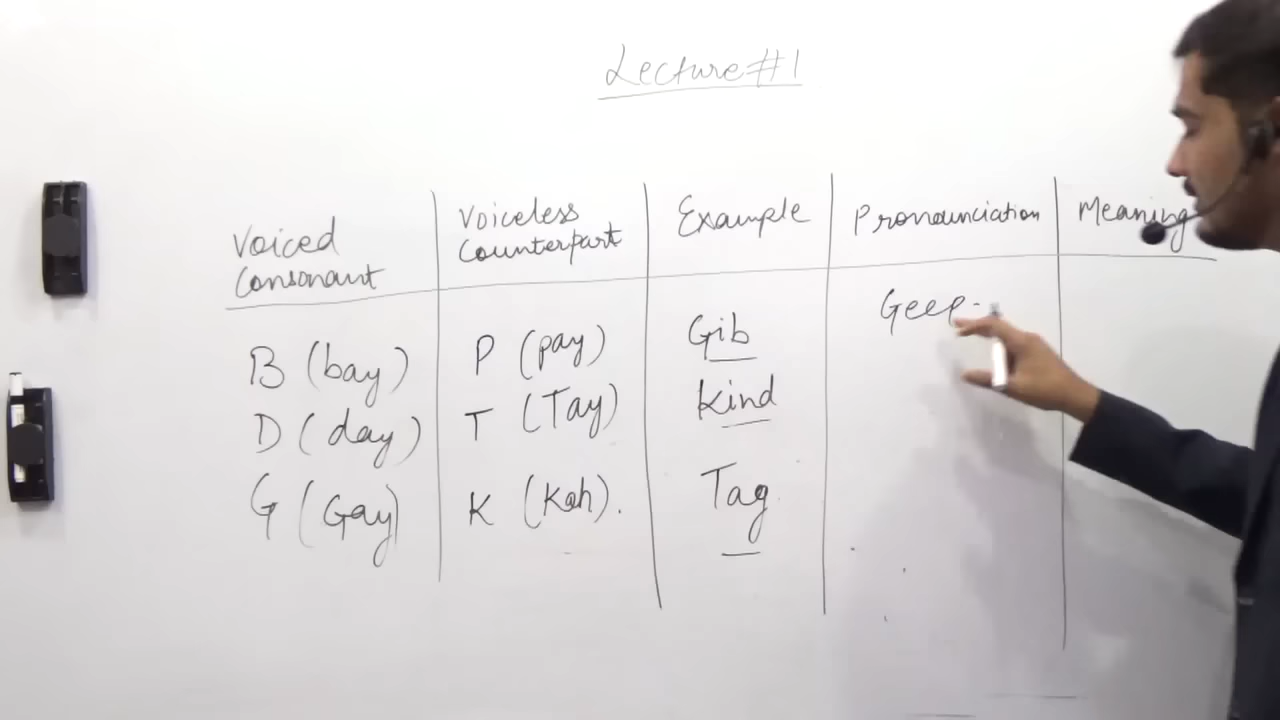 Lecture #1
Voiced Consonant
Voiceless Counterpart
Example
Pronounciation
Meaning
B (bay)
P (pay)
Gib
Geep.
D (day)
T (Tay)
Kind
G (Gay)
K (Kah).
Tag